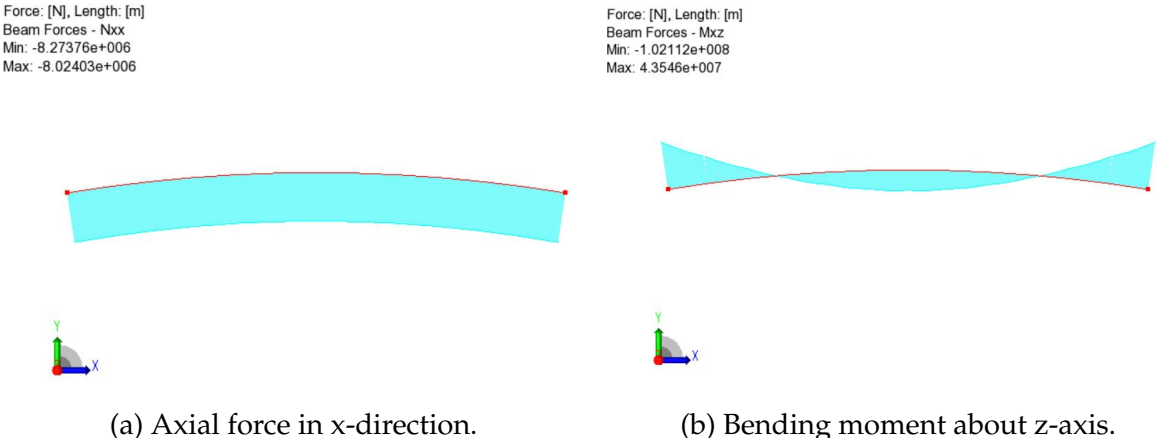 Force: [N], Length: [m]
Beam Forces - Nxx
Min: -8.27376e+006
Max: -8.02403e+006
Y
X
(a) Axial force in x-direction.
Force: [N], Length: [m]
Beam Forces - Mxz
Min: -1.02112e+008
Max: 4.3546e+007
Y
X
(b) Bending moment about z-axis.